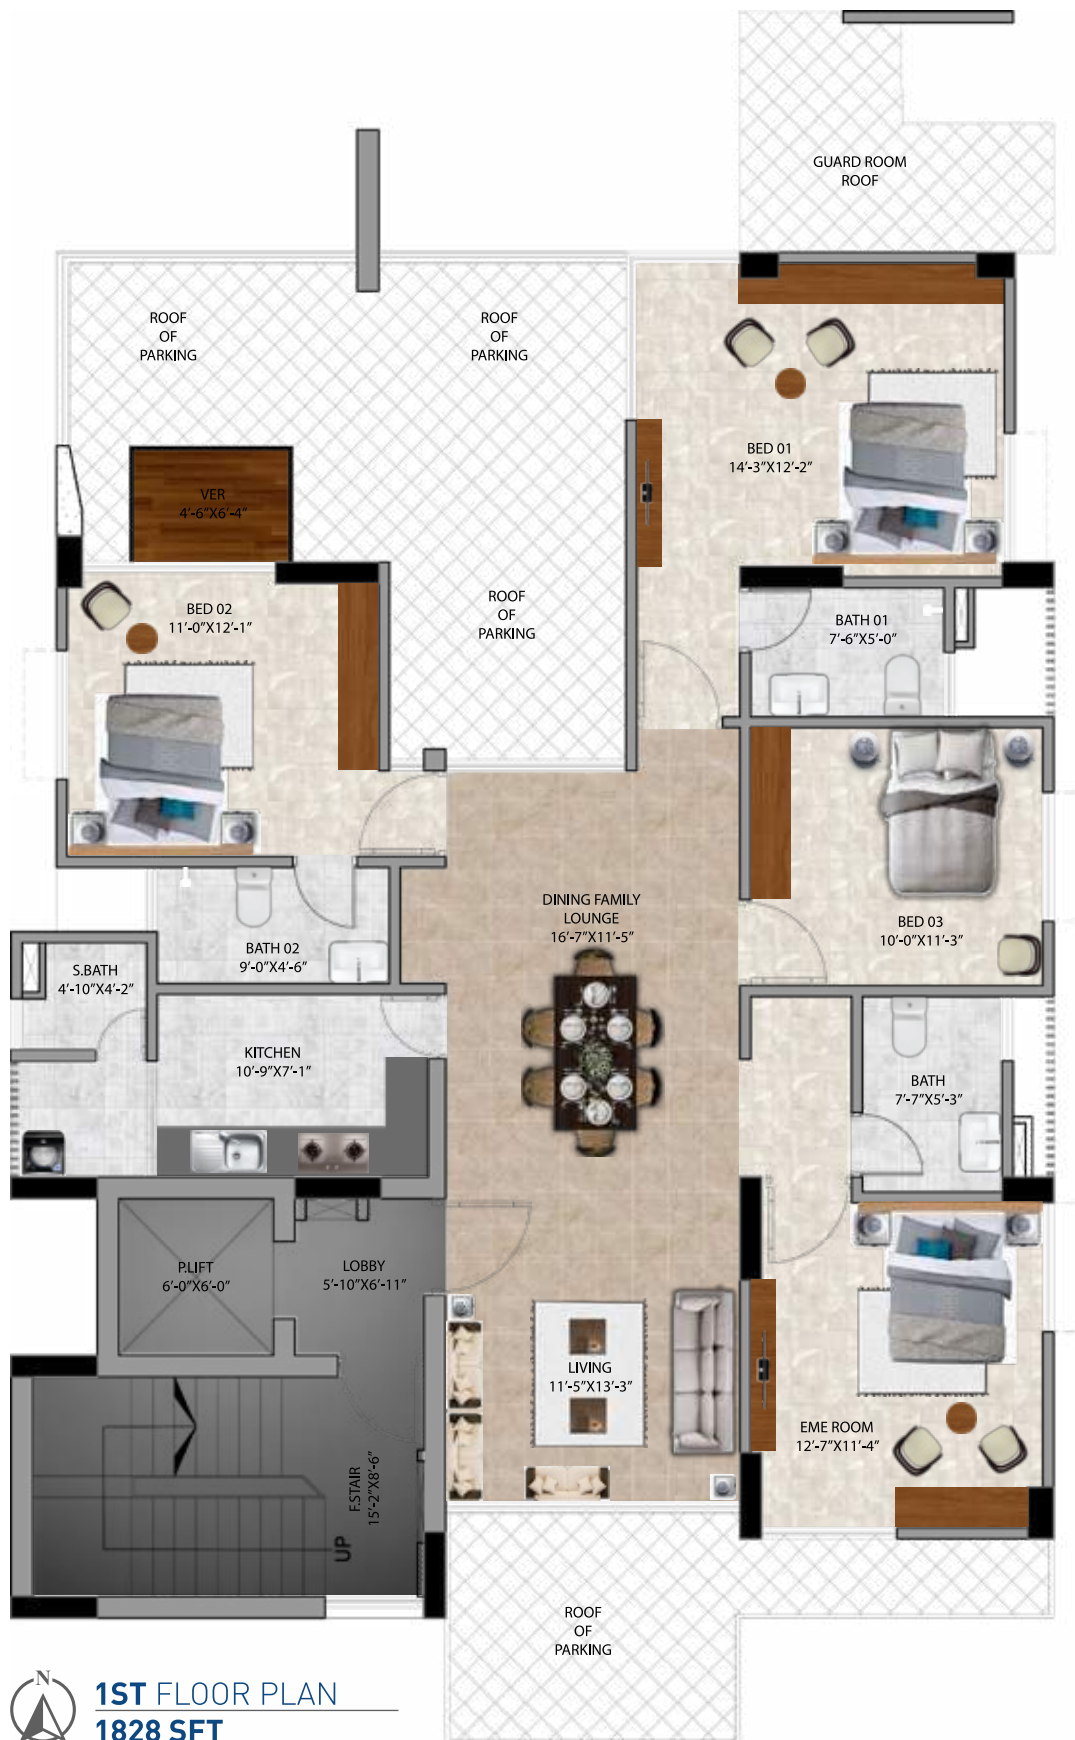 GUARD ROOM
ROOF
ROOF
OF
PARKING
ROOF
OF
PARKING
BED 01
14'-3"X12'-2"
VER
4'-6"X6'-4"
ROOF
OF
PARKING
BED 02
11'-0"X12'-1"
BATH 01
7'-6"X5'-0"
DINING FAMILY
LOUNGE
16'-7"X11'-5"
BED 03
10'-0"X11'-3"
BATH 02
9'-0"X4'-6"
S.BATH
4'-10"X4'-2"
KITCHEN
10'-9"X7'-1"
BATH
7'-7"X5'-3"
P.LIFT
6'-0"X6'-0"
LOBBY
5'-10"X6'-11"
LIVING
11'-5"X13'-3"
EME ROOM
12'-7"X11'-4"
F.STAIR
15'-2"X8'-6"
UP
ROOF
OF
PARKING
N
1ST FLOOR PLAN
1828 SFT